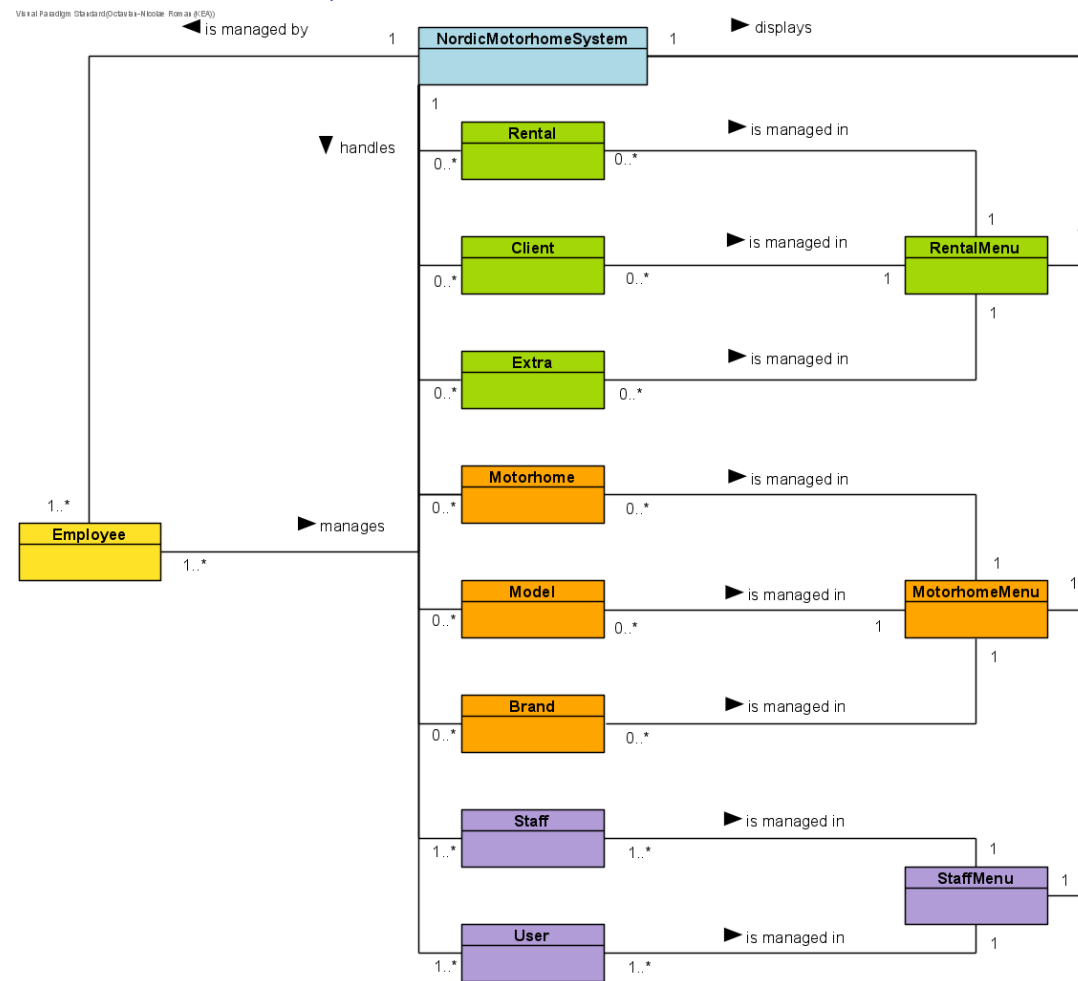 Visual Paradigm Standard(Octavian-Nicolae Roman(KEA))
is managed by
1
NordicMotorhomeSystem
1
displays
1
handles
Rental
0..*
0..*
is managed in
1
Client
0..*
0..*
is managed in
1
RentalMenu
Extra
0..*
0..*
is managed in
1
Motorhome
0..*
0..*
is managed in
1
1..*
Employee
1..*
manages
Model
0..*
0..*
is managed in
1
MotorhomeMenu
1
Brand
0..*
0..*
is managed in
1
Staff
1..*
1..*
is managed in
1
StaffMenu
1
User
1..*
1..*
is managed in
1